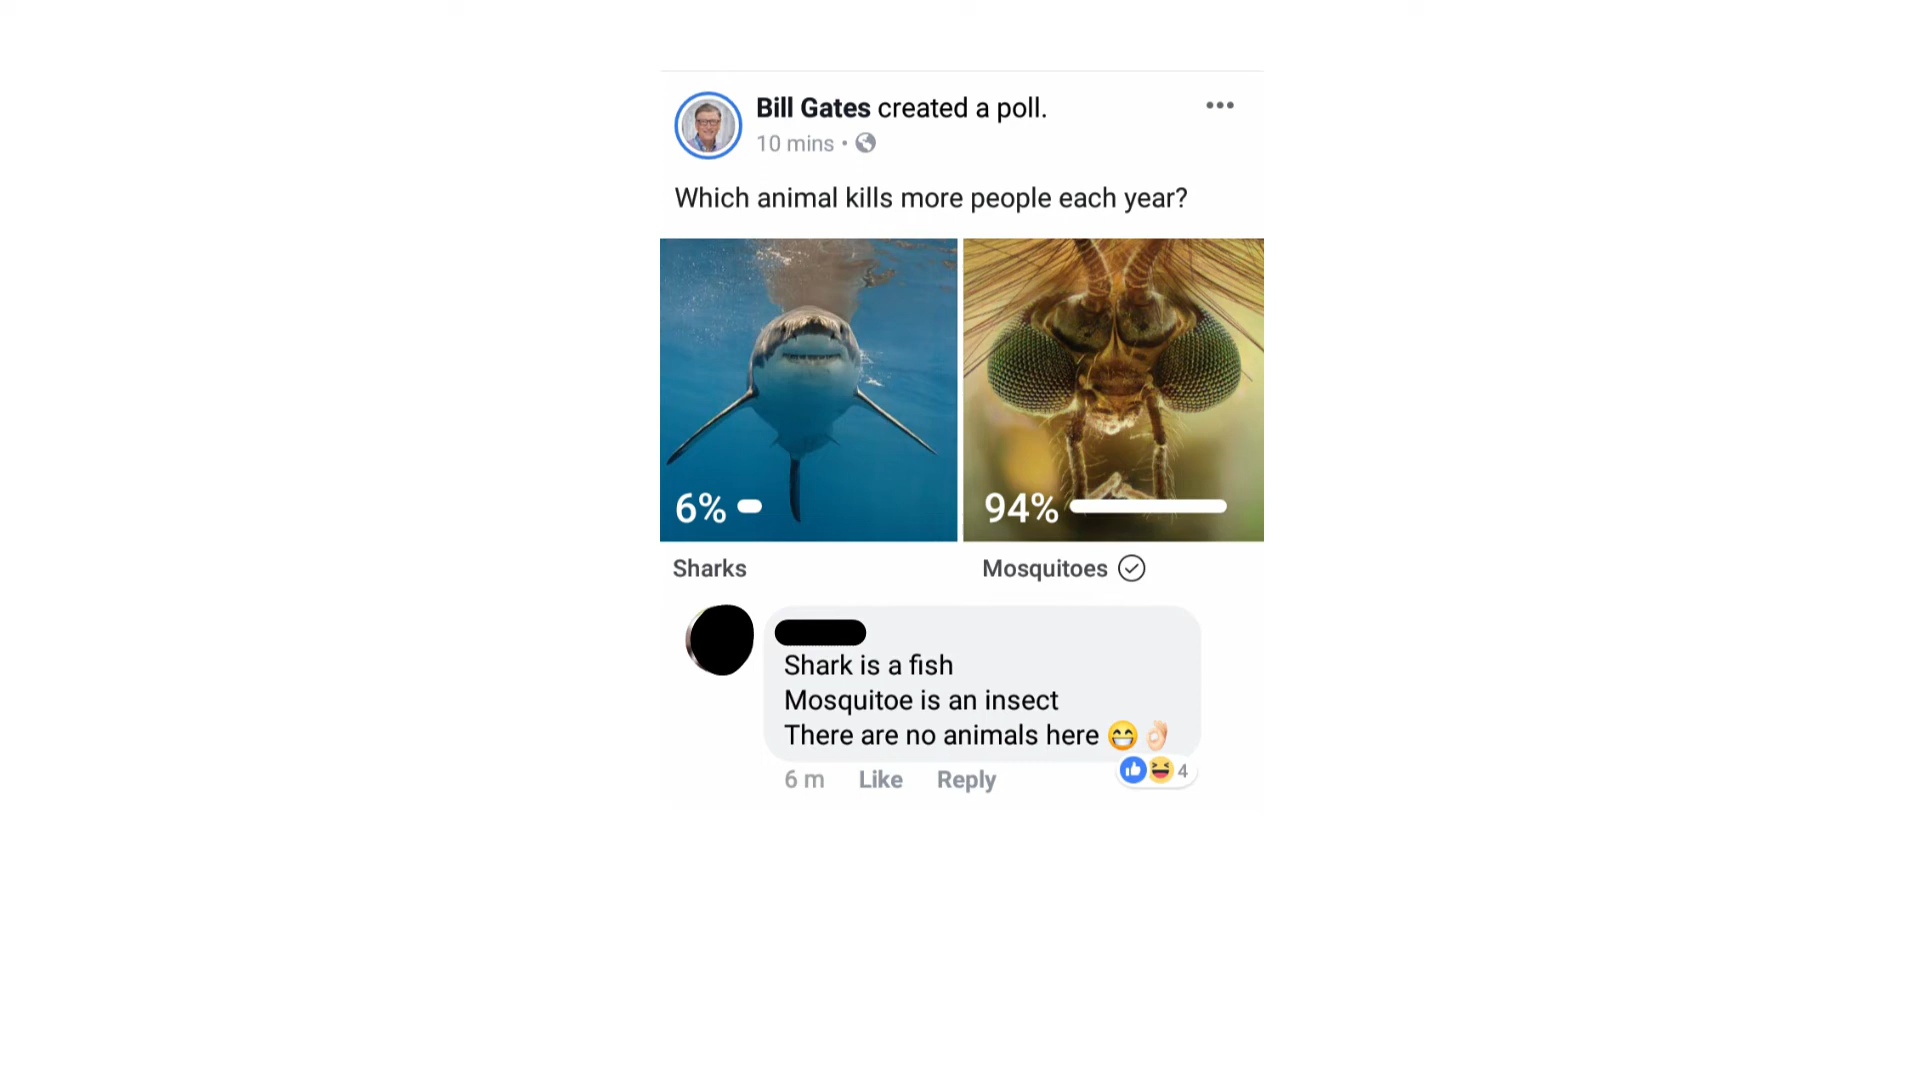 Bill Gates created a poll.
10 mins •
Which animal kills more people each year?
6%
94%
Sharks
Mosquitoes
Shark is a fish
Mosquitoe is an insect
There are no animals here 😁👌🏻
6 m Like Reply
4